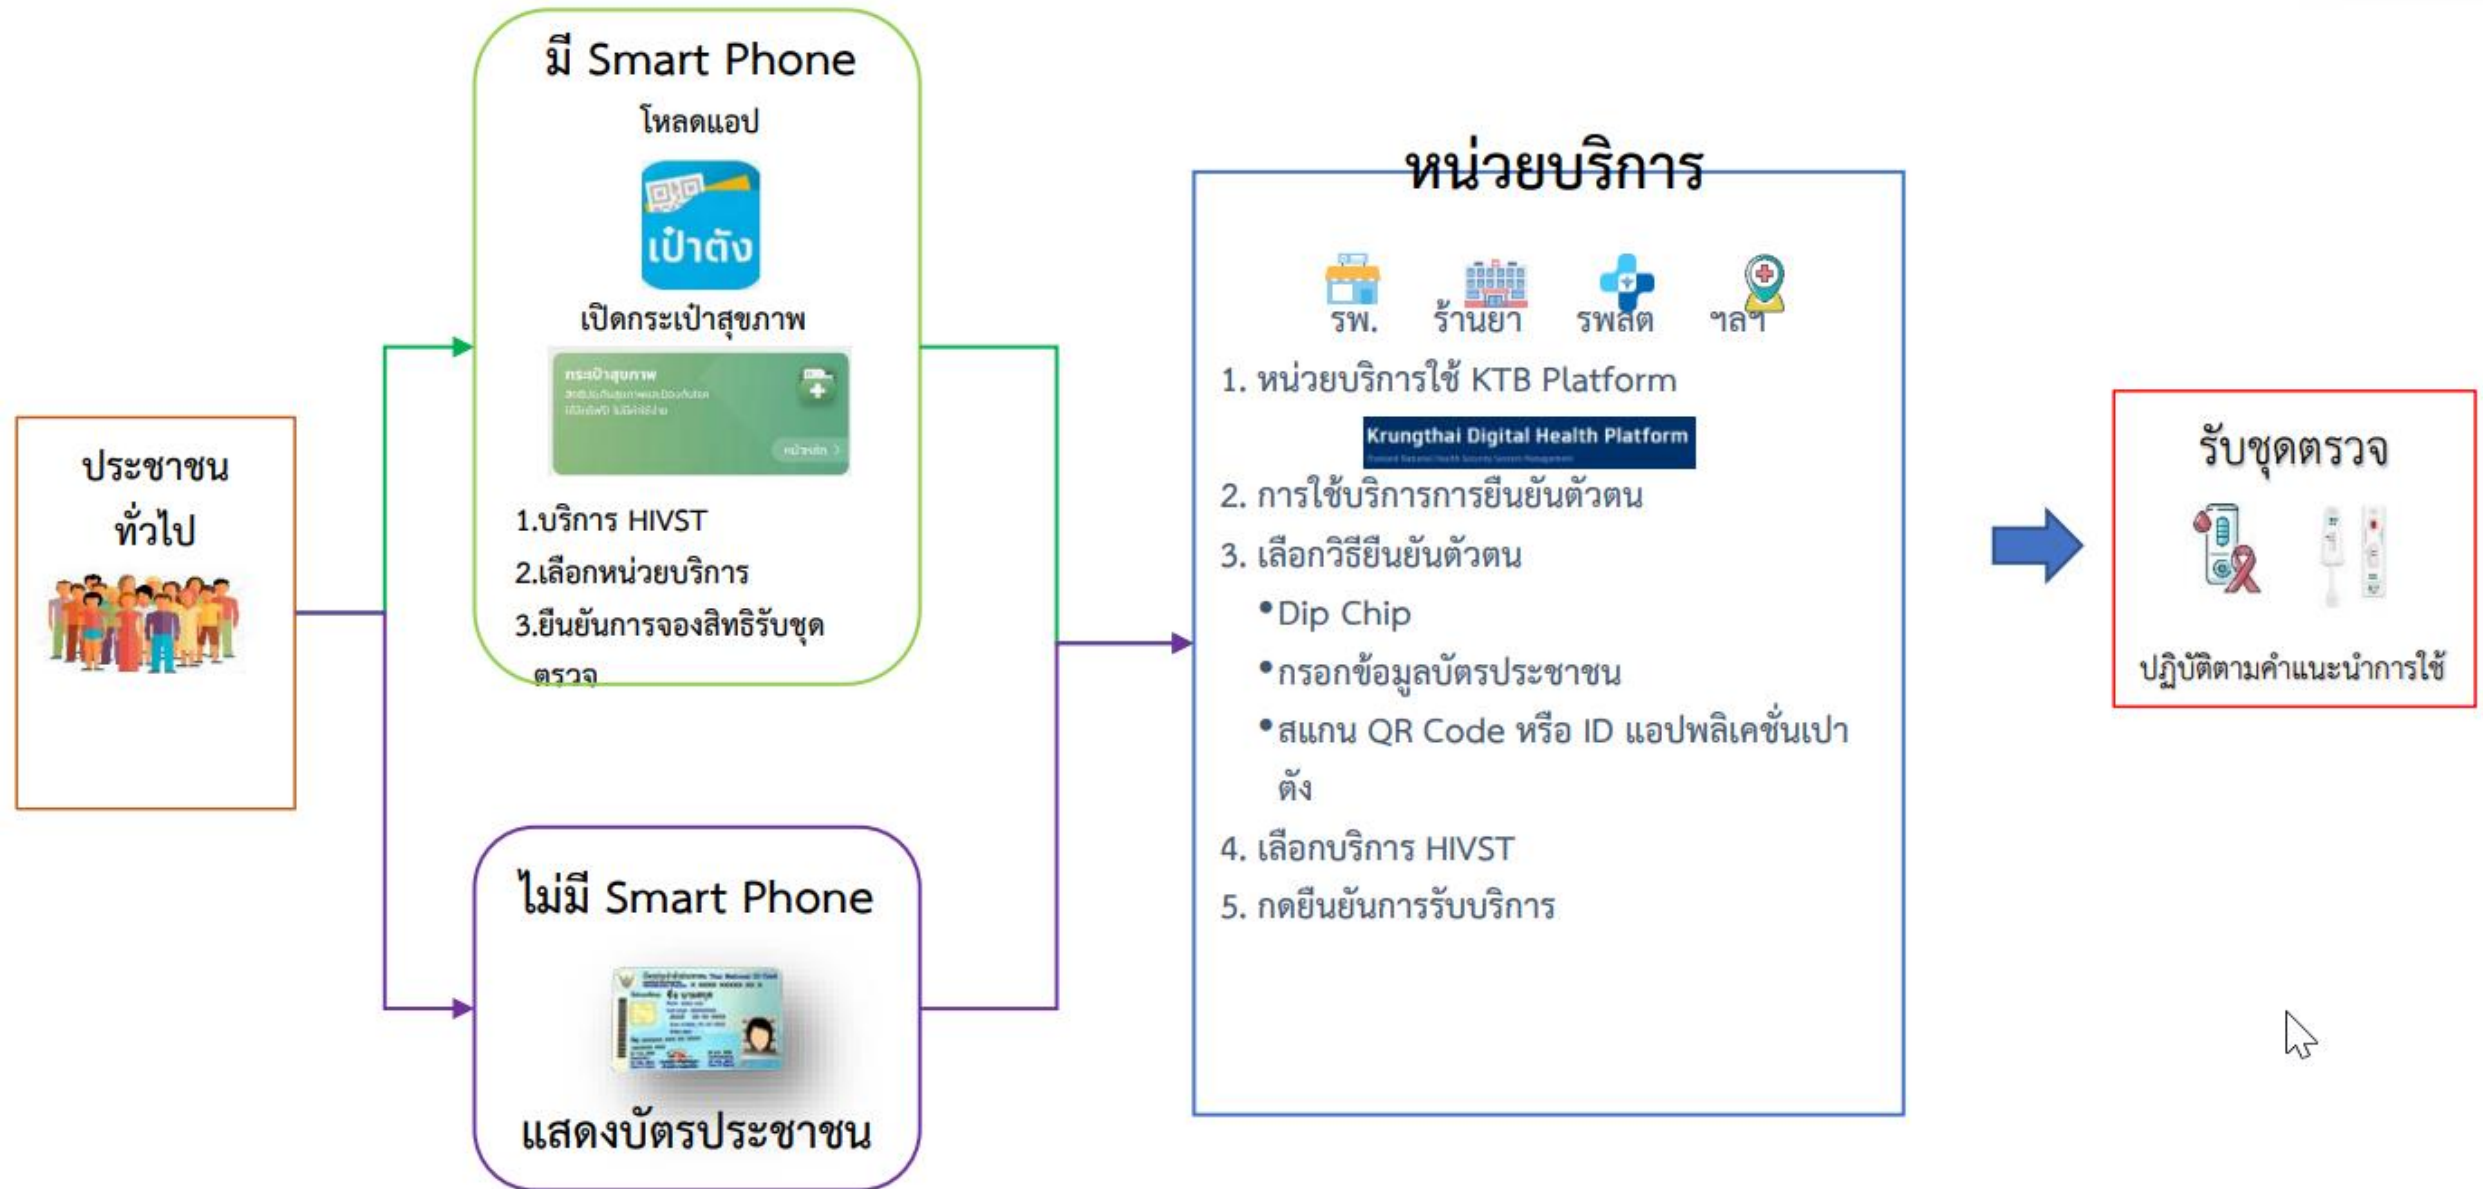 ประชาชน
ทั่วไป
มี Smart Phone
โหลดแอป
เป๋าตัง
เปิดกระเป๋าสุขภาพ
กระเป๋าสุขภาพ
หน้าหลัก >
1.บริการ HIVST
2.เลือกหน่วยบริการ
3.ยืนยันการจองสิทธิรับชุด
ตรวจ
ไม่มี Smart Phone
Thai National ID Card
แสดงบัตรประชาชน
หน่วยบริการ
รพ. ร้านยา รพสต ฯลฯ
1. หน่วยบริการใช้ KTB Platform
Krungthai Digital Health Platform
2. การใช้บริการการยืนยันตัวตน
3. เลือกวิธียืนยันตัวตน
•Dip Chip
•กรอกข้อมูลบัตรประชาชน
•สแกน QR Code หรือ ID แอปพลิเคชั่นเปา
ตัง
4. เลือกบริการ HIVST
5. กดยืนยันการรับบริการ
รับชุดตรวจ
ปฏิบัติตามคำแนะนำการใช้